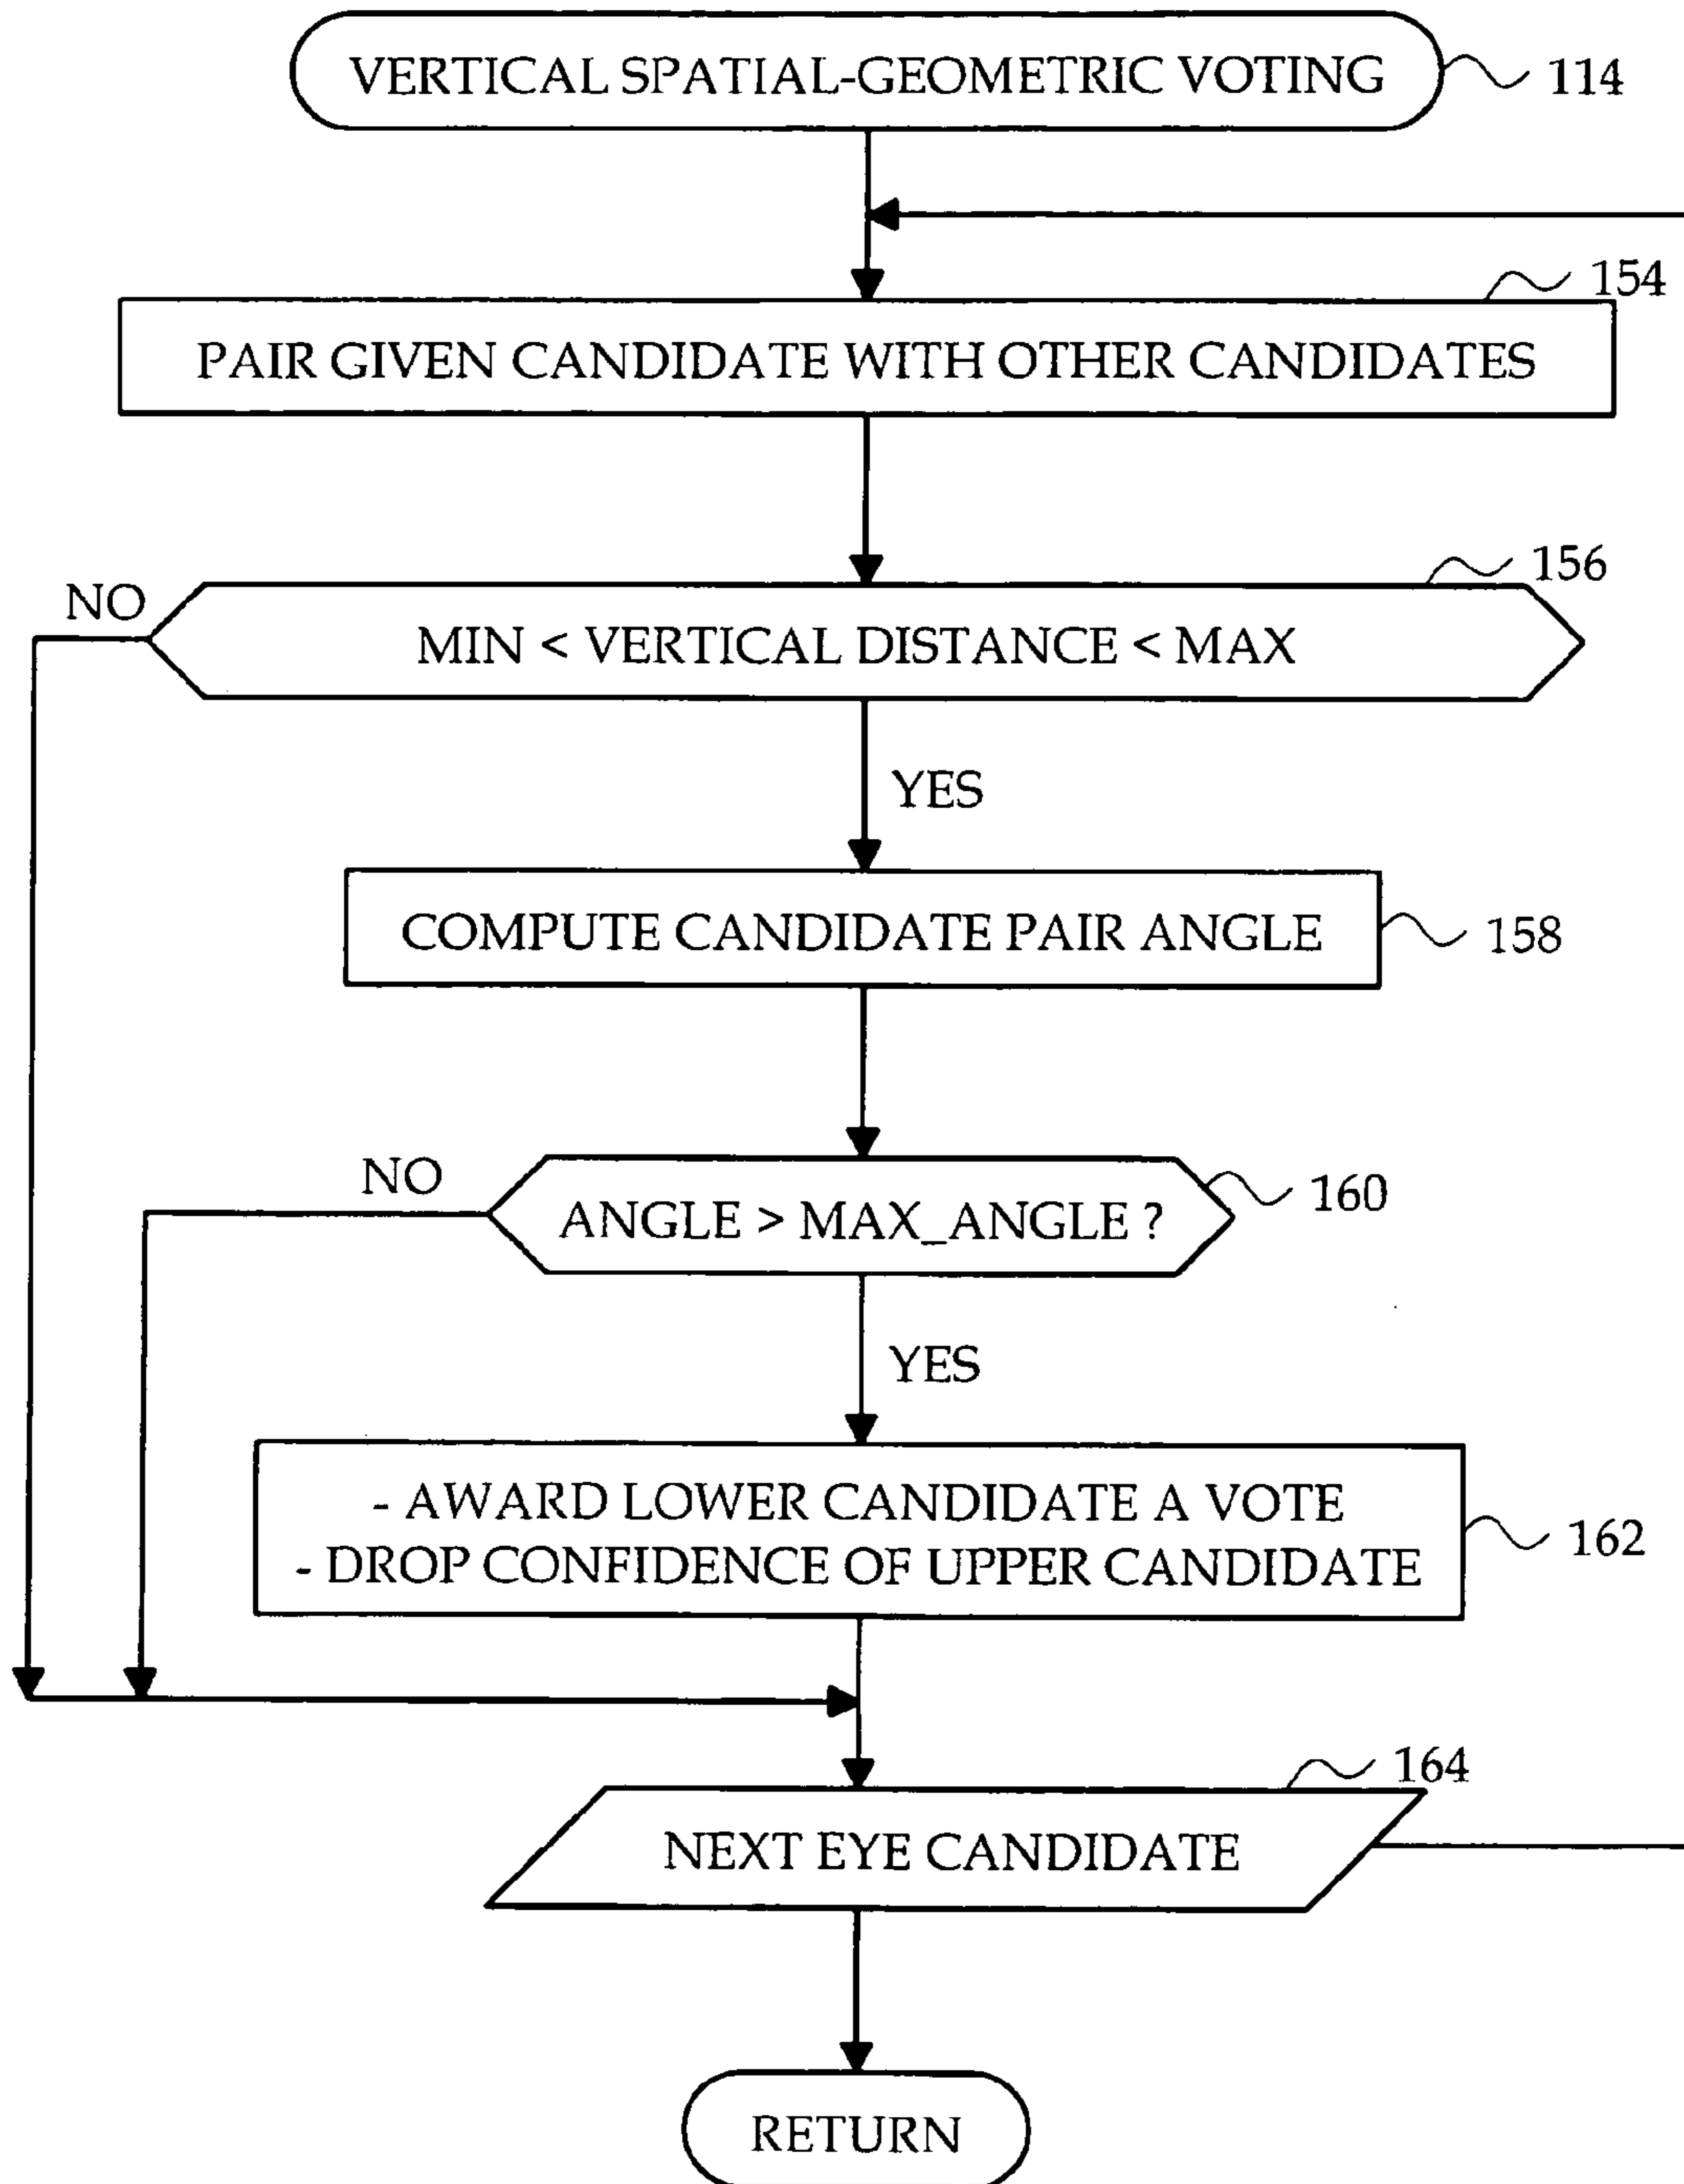 VERTICAL SPATIAL-GEOMETRIC VOTING
114
154
PAIR GIVEN CANDIDATE WITH OTHER CANDIDATES
156
NO
MIN < VERTICAL DISTANCE < MAX
YES
COMPUTE CANDIDATE PAIR ANGLE
158
NO
160
ANGLE > MAX_ANGLE ?
YES
- AWARD LOWER CANDIDATE A VOTE
- DROP CONFIDENCE OF UPPER CANDIDATE
162
164
NEXT EYE CANDIDATE
RETURN